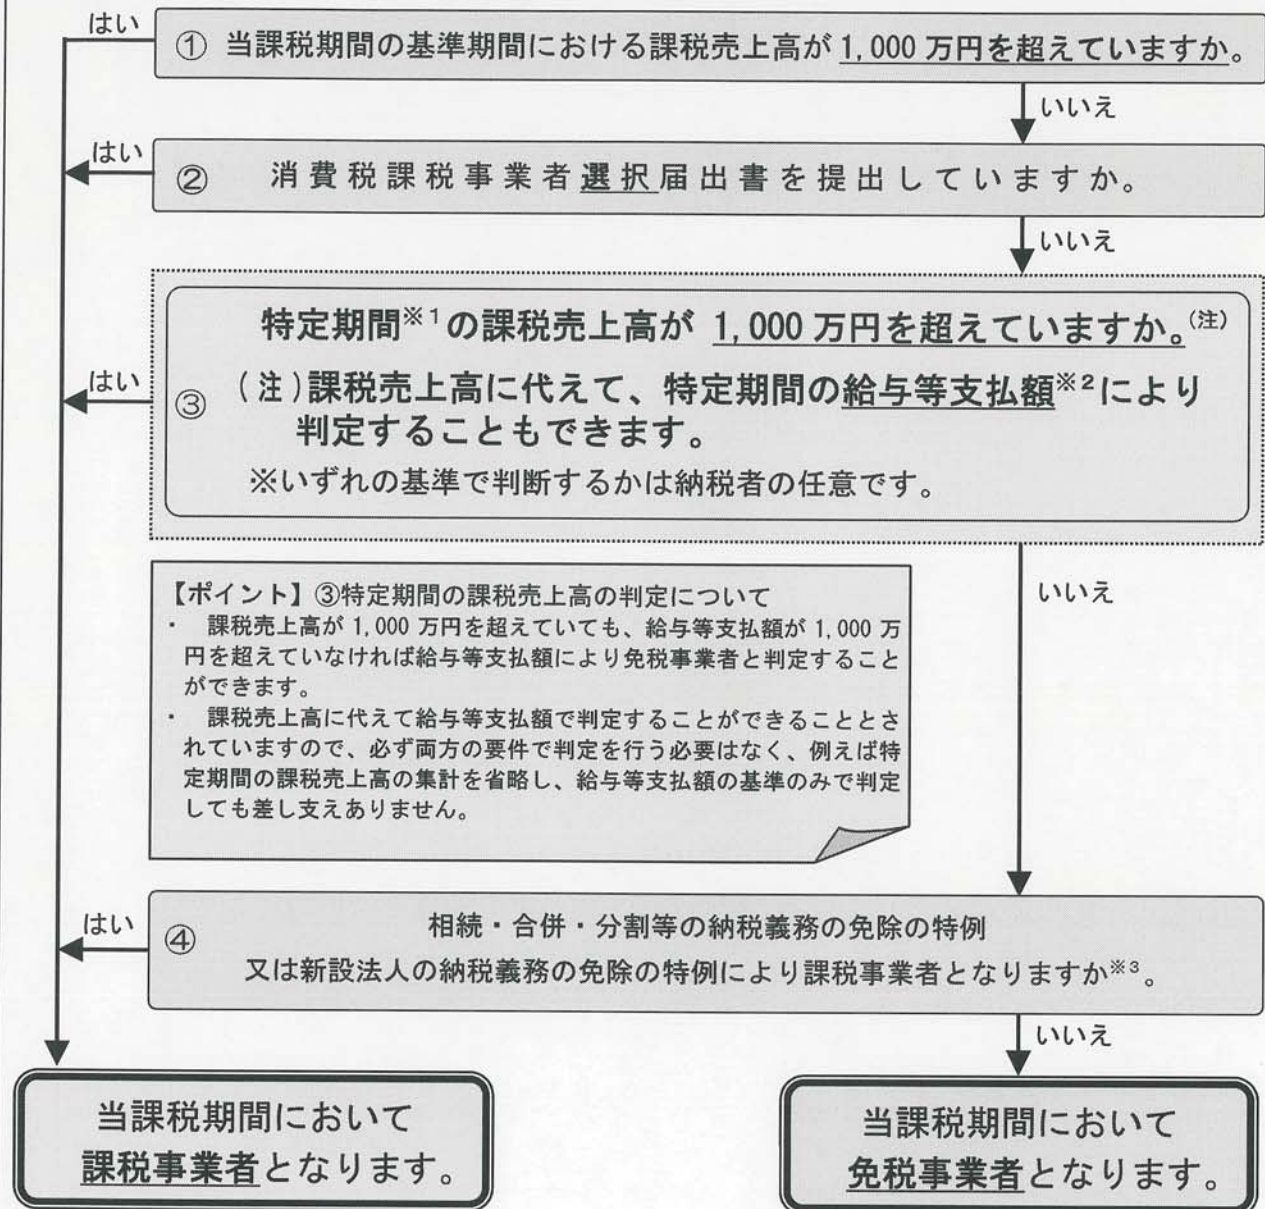 はい
① 当課税期間の基準期間における課税売上高が 1,000 万円を超えていますか。
いいえ
はい
② 消費税課税事業者選択届出書を提出していますか。
いいえ
特定期間※1の課税売上高が 1,000 万円を超えていますか。(注)
はい
③ (注)課税売上高に代えて、特定期間の給与等支払額※2により
判定することもできます。
※いずれの基準で判断するかは納税者の任意です。
いいえ
【ポイント】③特定期間の課税売上高の判定について
・ 課税売上高が 1,000 万円を超えていても、給与等支払額が 1,000 万
円を超えていなければ給与等支払額により免税事業者と判定すること
ができます。
・ 課税売上高に代えて給与等支払額で判定することができることとさ
れていますので、必ず両方の要件で判定を行う必要はなく、例えば特
定期間の課税売上高の集計を省略し、給与等支払額の基準のみで判定
しても差し支えありません。
はい
④ 相続・合併・分割等の納税義務の免除の特例
又は新設法人の納税義務の免除の特例により課税事業者となりますか※3。
いいえ
当課税期間において
課税事業者となります。
当課税期間において
免税事業者となります。